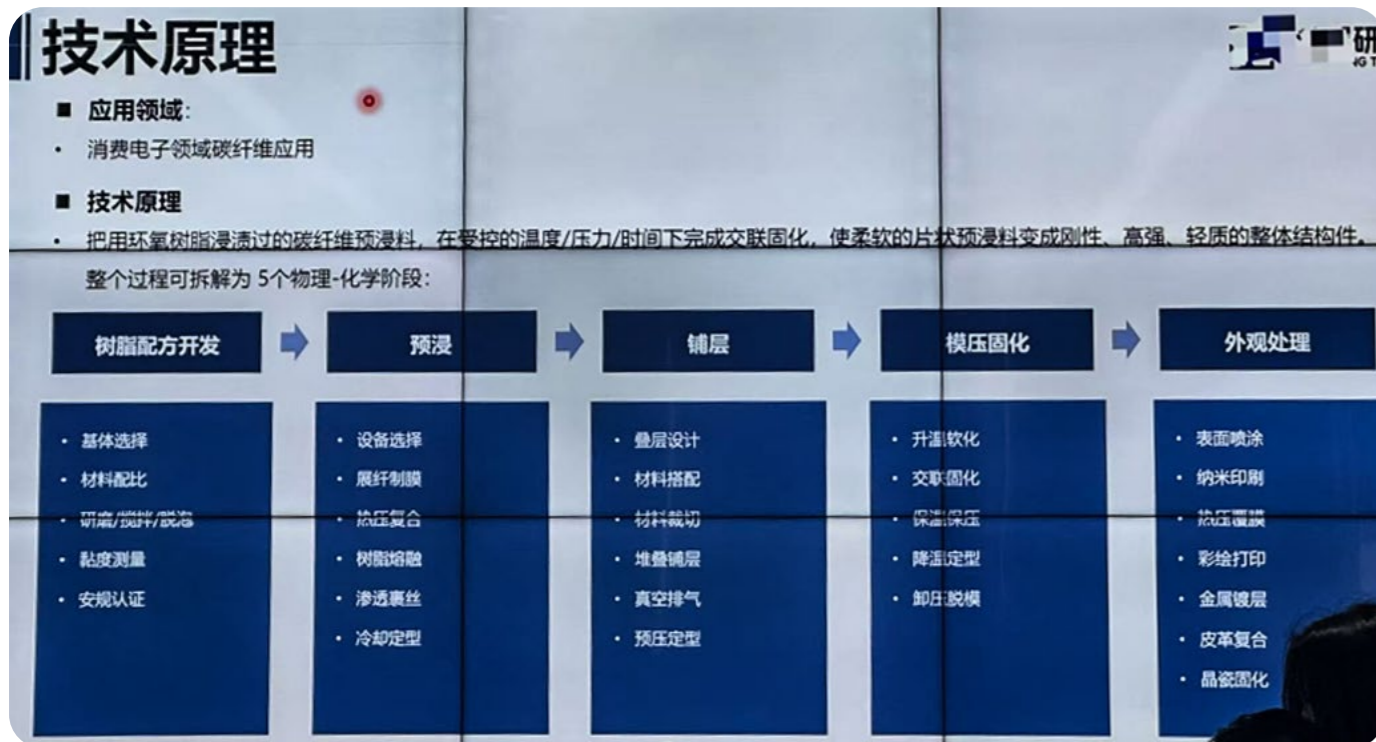 技术原理
研
NG T
■ 应用领域:
• 消费电子领域碳纤维应用
■ 技术原理
• 把用环氧树脂浸渍过的碳纤维预浸料，在受控的温度/压力/时间下完成交联固化，使柔软的片状预浸料变成刚性、高强、轻质的整体结构件。
整个过程可拆解为 5个物理-化学阶段：
树脂配方开发
• 基体选择
• 材料配比
• 研磨/搅拌/脱泡
• 黏度测量
• 安规认证
预浸
• 设备选择
• 展纤制膜
• 热压复合
• 树脂熔融
• 渗透裹丝
• 冷却定型
铺层
• 叠层设计
• 材料搭配
• 材料裁切
• 堆叠铺层
• 真空排气
• 预压定型
模压固化
• 升温软化
• 交联固化
• 保温保压
• 降温定型
• 卸压脱模
外观处理
• 表面喷涂
• 纳米印刷
• 热压覆膜
• 彩绘打印
• 金属镀层
• 皮革复合
• 晶瓷固化